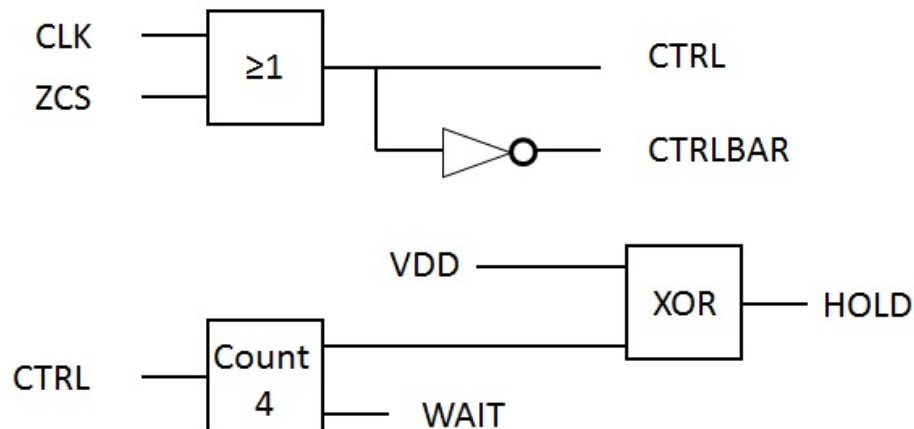 CLK
≥1
CTRL
ZCS
CTRLBAR
VDD
XOR
HOLD
CTRL
Count
4
WAIT